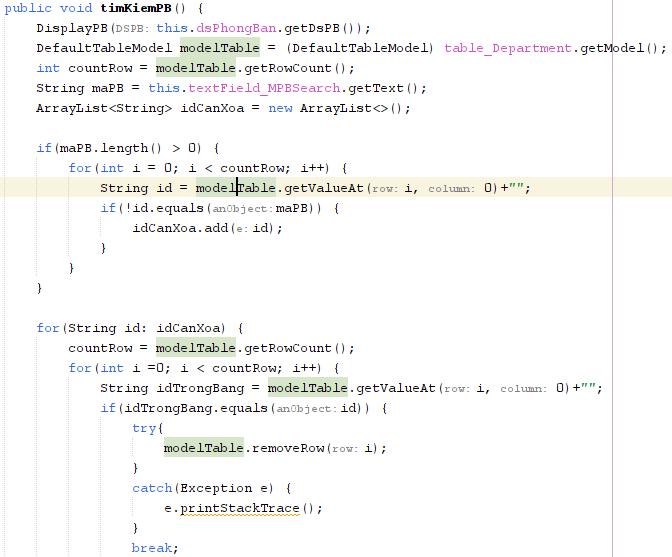 public void timKiemPB() {
DisplayPB(DSPB: this.dsPhongBan.getDsPB());
DefaultTableModel modelTable = (DefaultTableModel) table_Department.getModel();
int countRow = modelTable.getRowCount();
String maPB = this.textField_MPBSearch.getText();
ArrayList<String> idCanXoa = new ArrayList<>();
if(maPB.length() > 0) {
for(int i = 0; i < countRow; i++) {
String id = modelTable.getValueAt(row: i, column: 0)+"";
if(!id.equals(anObject: maPB)) {
idCanXoa.add(e: id);
}
}
}
for(String id: idCanXoa) {
countRow = modelTable.getRowCount();
for(int i =0; i < countRow; i++) {
String idTrongBang = modelTable.getValueAt(row: i, column: 0)+"";
if(idTrongBang.equals(anObject: id)) {
try{
modelTable.removeRow(row: i);
}
catch(Exception e) {
e.printStackTrace();
}
break;